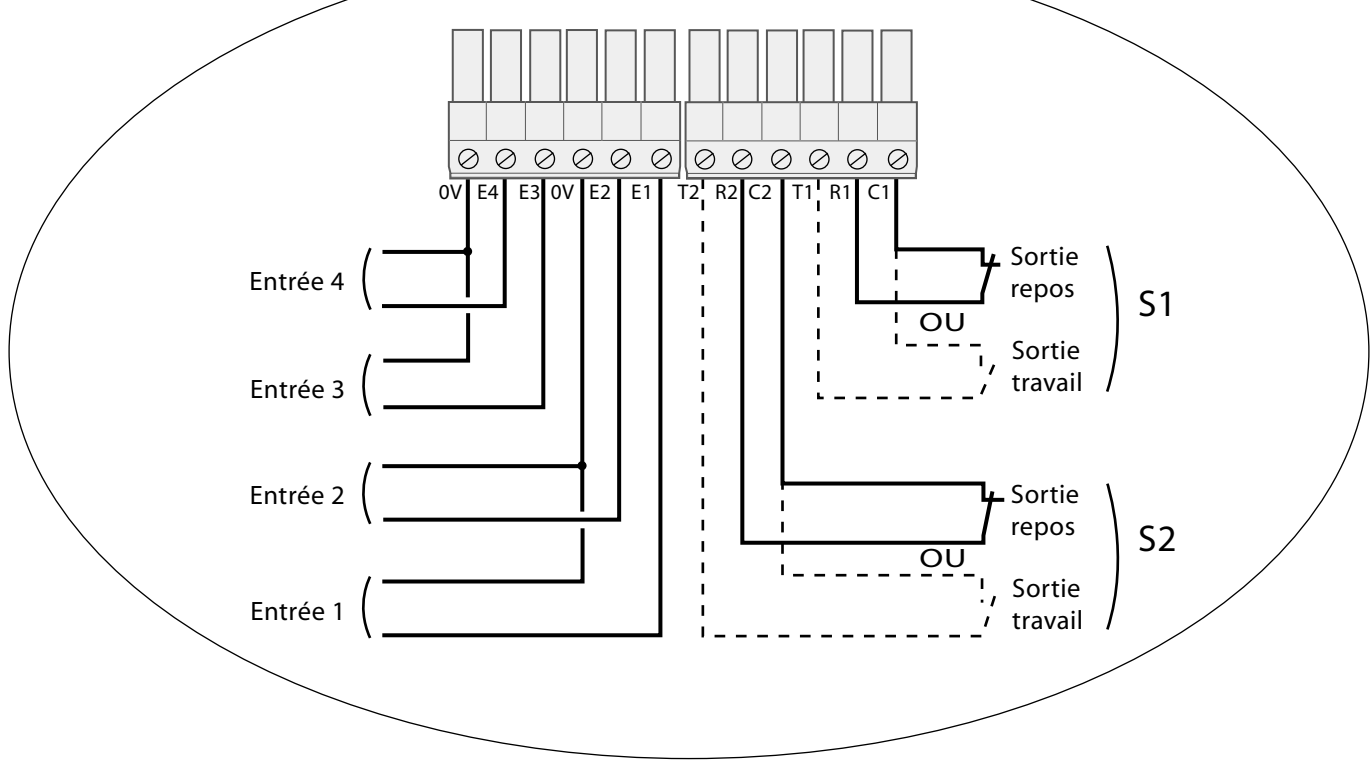 0V E4 E3 0V E2 E1 T2 R2 C2 T1 R1 C1
Entrée 4
Entrée 3
Entrée 2
Entrée 1
Sortie
repos
OU
Sortie
travail
S1
Sortie
repos
OU
Sortie
travail
S2